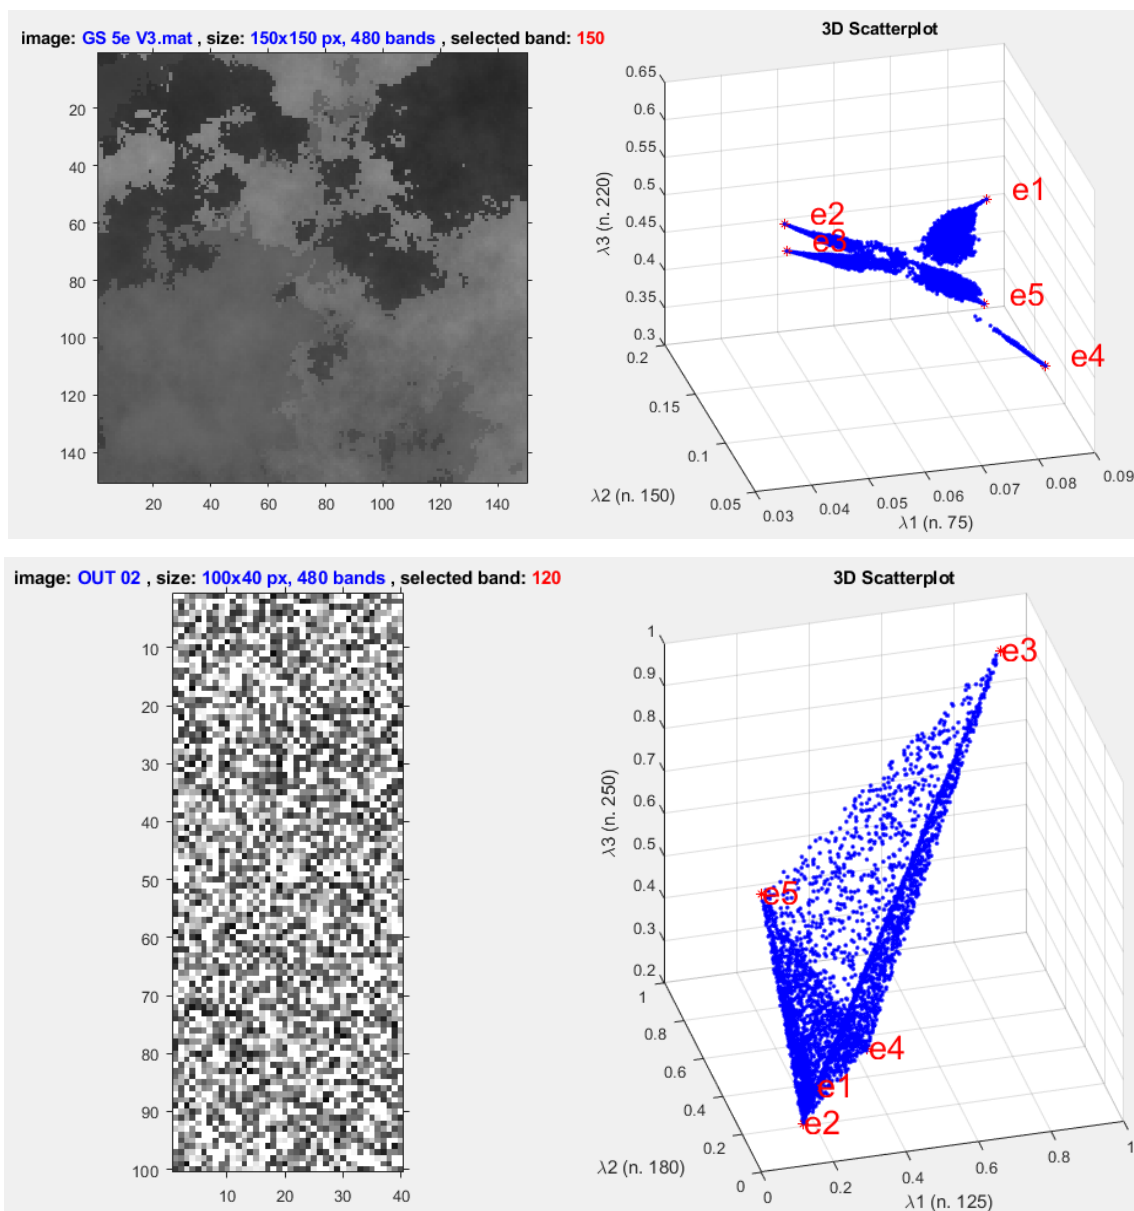 image: GS 5e V3.mat , size: 150x150 px, 480 bands , selected band: 150
20
40
60
80
100
120
140
20 40 60 80 100 120 140
3D Scatterplot
0.65
0.6
0.55
0.5
0.45
0.4
0.35
0.3
λ3 (n. 220)
0.2
0.15
0.1
0.05
λ2 (n. 150)
0.03 0.04 0.05 0.06 0.07 0.08 0.09
λ1 (n. 75)
e1
e2
e3
e5
e4
image: OUT 02 , size: 100x40 px, 480 bands , selected band: 120
10
20
30
40
50
60
70
80
90
100
10 20 30 40
3D Scatterplot
1
0.9
0.8
0.7
0.6
0.5
0.4
0.3
0.2
λ3 (n. 250)
1
0.8
0.6
0.4
0.2
0
λ2 (n. 180)
0 0.2 0.4 0.6 0.8 1
λ1 (n. 125)
e3
e5
e4
e1
e2